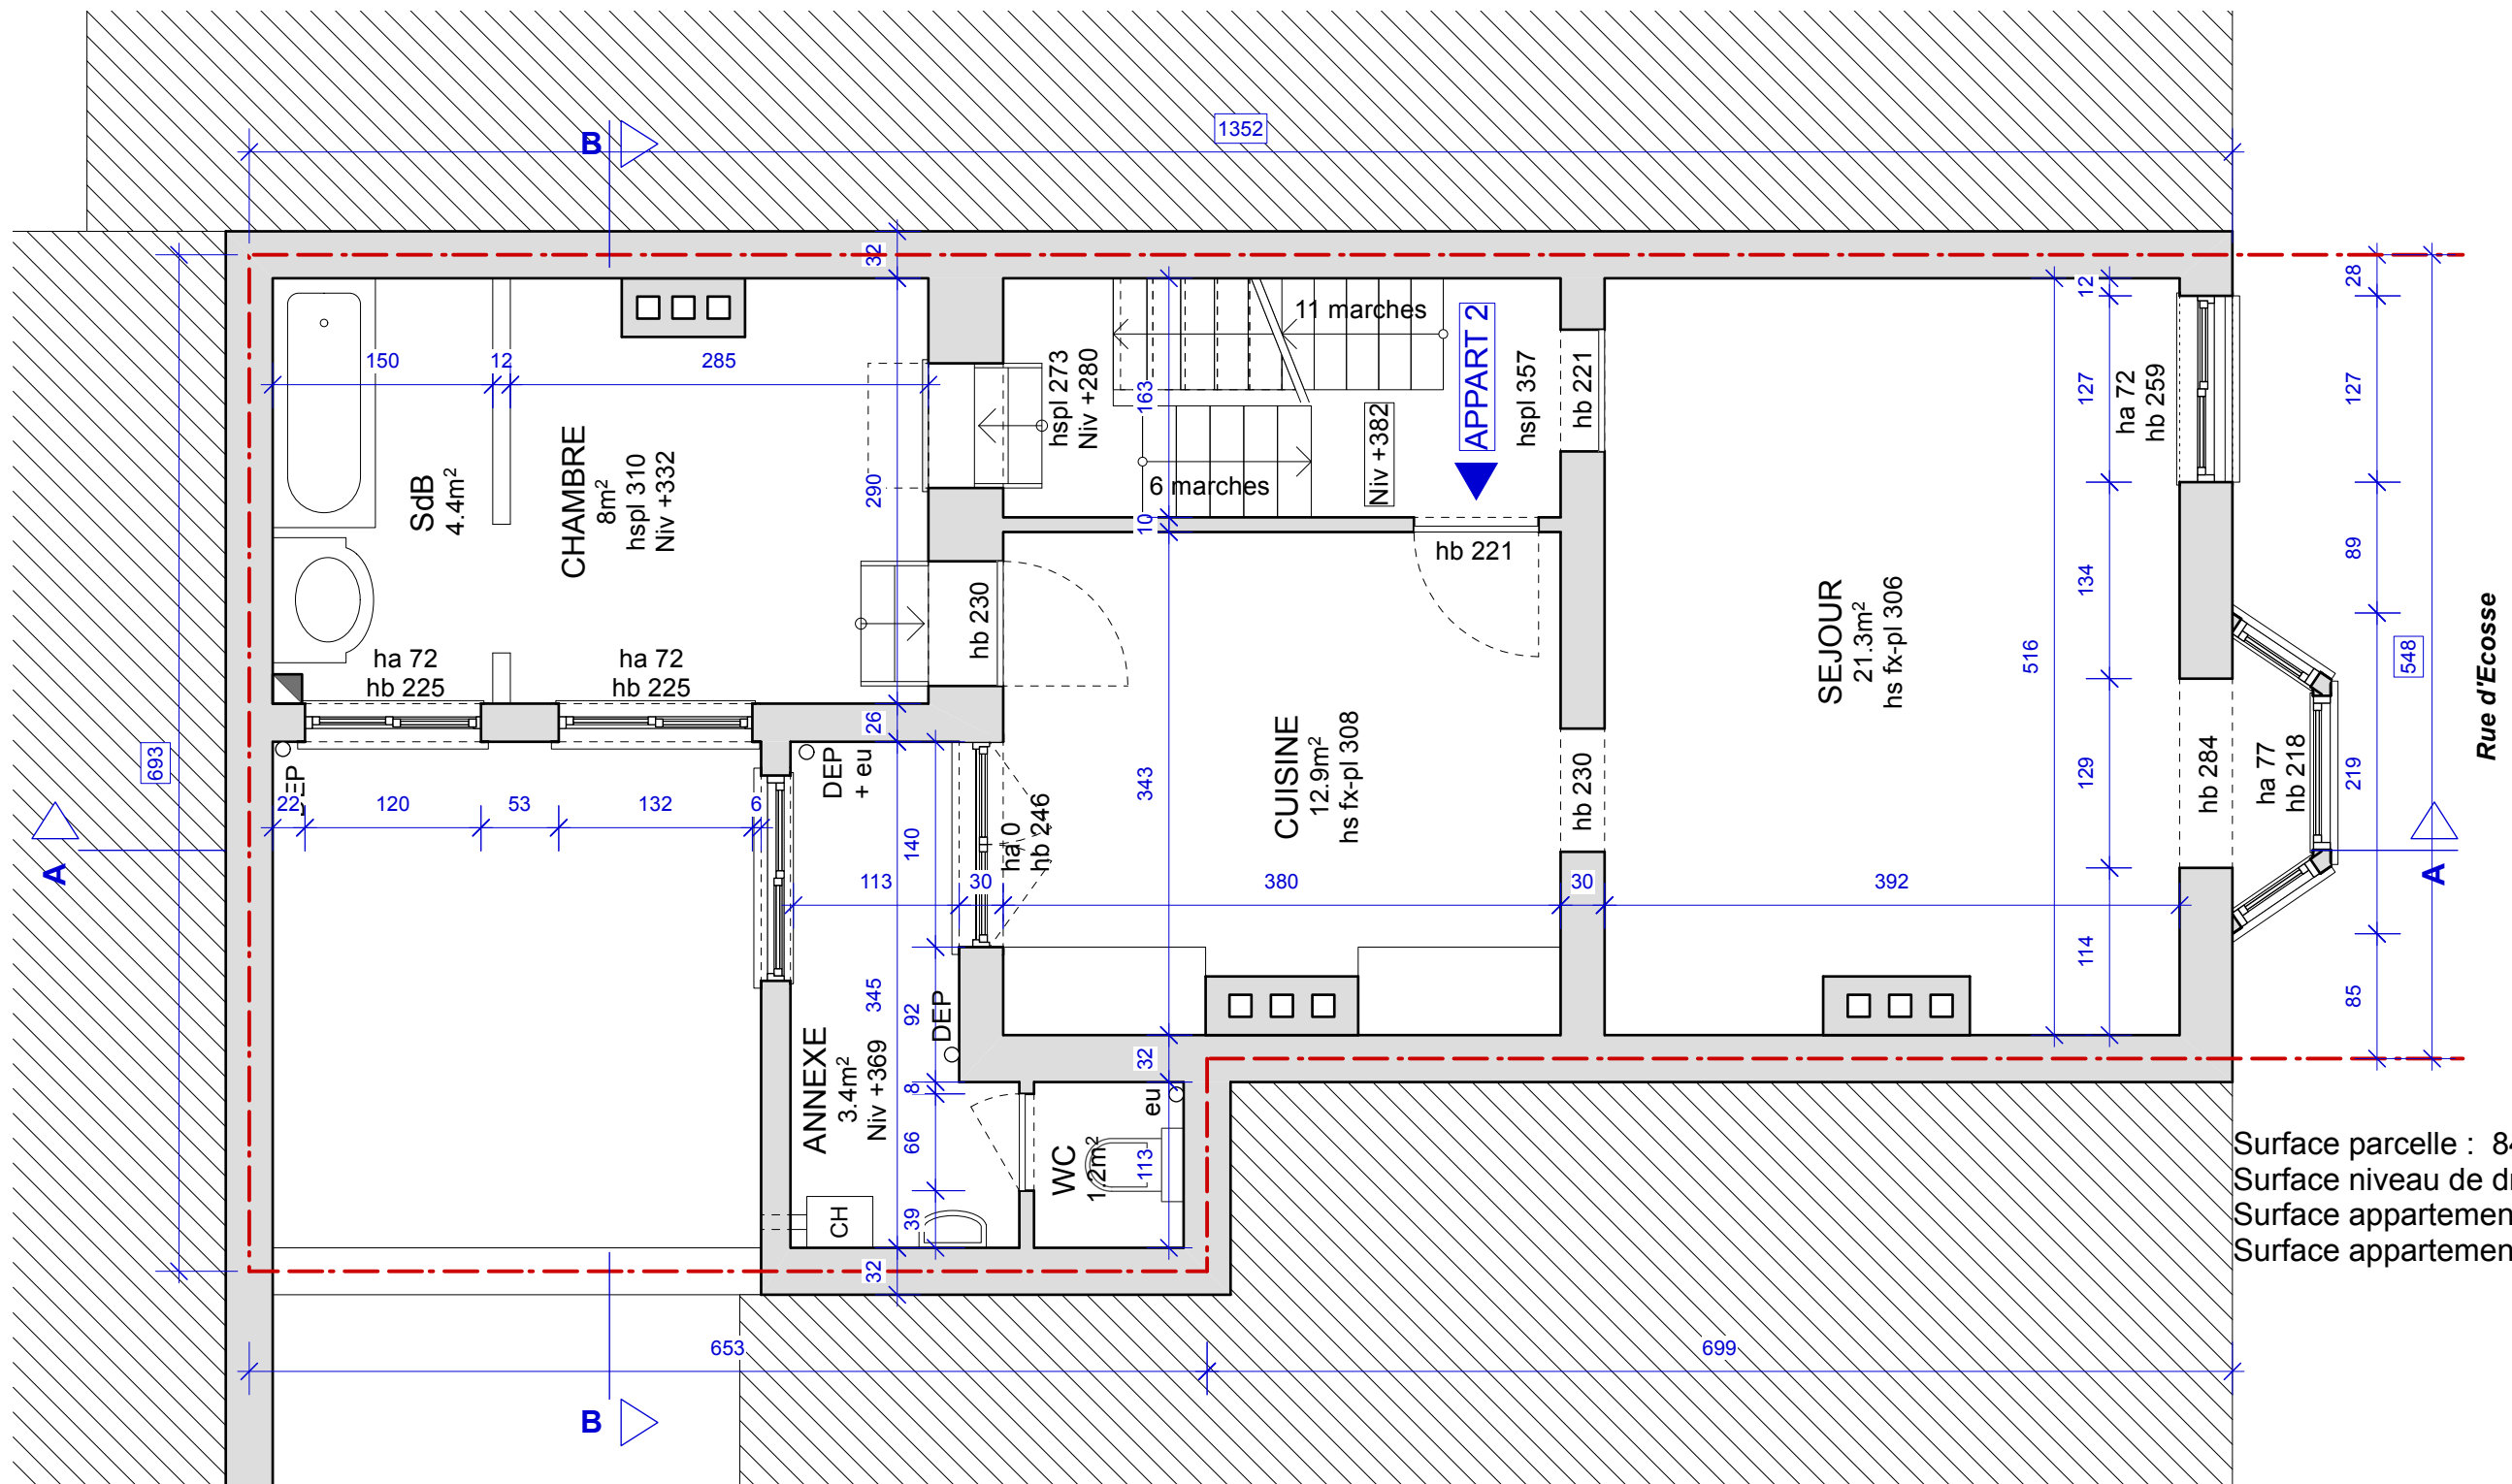 1352
B
32
28
12
11 marches
APPART 2
hspl 357
hb 221
hspl 273
Niv +280
163
150
12
285
127
ha 72
hb 259
127
Niv +382
6 marches
290
10
hb 221
SdB
4.4m²
CHAMBRE
8m²
hspl 310
Niv +332
89
134
hb 230
SEJOUR
21.3m²
hs fx-pl 306
516
548
Rue d'Ecosse
ha 72
hb 225
ha 72
hb 225
26
693
DEP
+ eu
CUISINE
12.9m²
hs fx-pl 308
343
hb 230
129
hb 284
ha 77
hb 218
219
22
120
53
132
6
140
ha 0
hb 246
A
A
113
30
380
30
392
114
85
345
92
DEP
ANNEXE
3.4m²
Niv +369
32
8
eu
66
WC
1.2m²
113
39
CH
32
Surface parcelle : 84
Surface niveau de
Surface appartemen
Surface appartemen
653
699
B